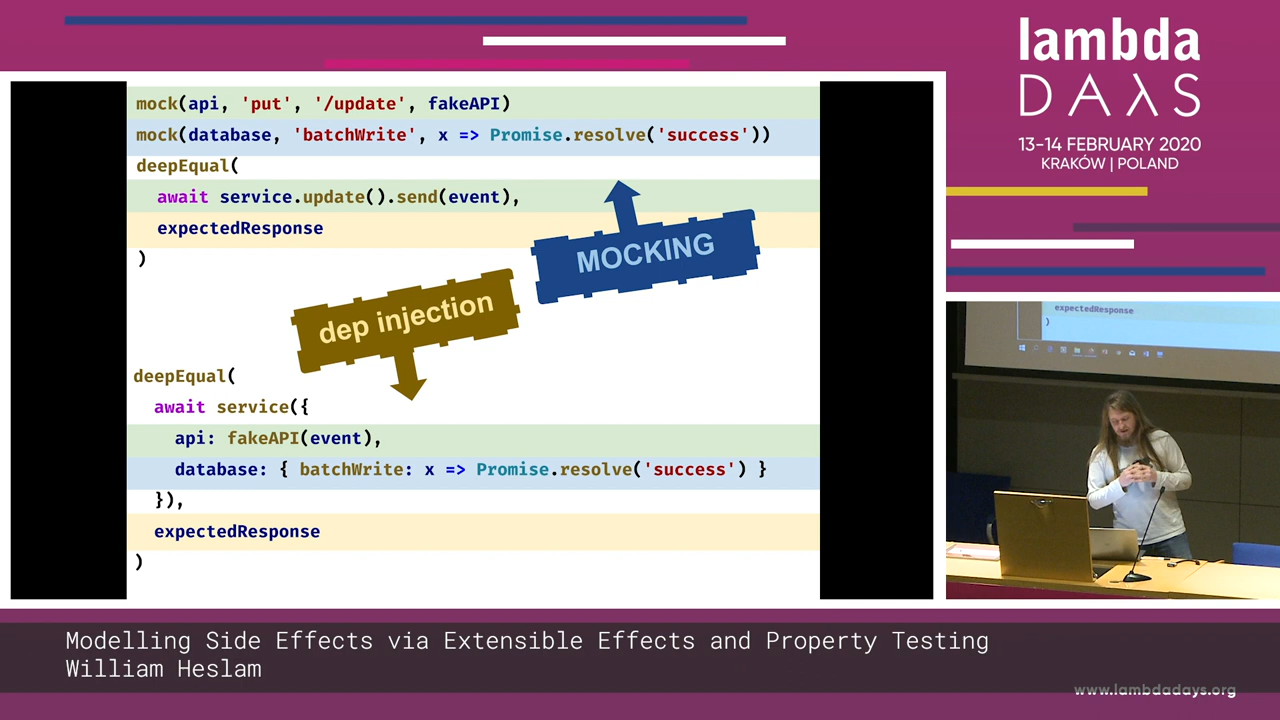 mock(api, 'put', '/update', fakeAPI)
mock(database, 'batchWrite', x => Promise.resolve('success'))
deepEqual(
await service.update().send(event),
expectedResponse
)
MOCKING
dep injection
deepEqual(
await service({
api: fakeAPI(event),
database: { batchWrite: x => Promise.resolve('success') }
}),
expectedResponse
)
lambda
DAλS
13–14 FEBRUARY 2020
KRAKÓW | POLAND
expectedResponse
)
Modelling Side Effects via Extensible Effects and Property Testing
William Heslam
www.lambdadays.org